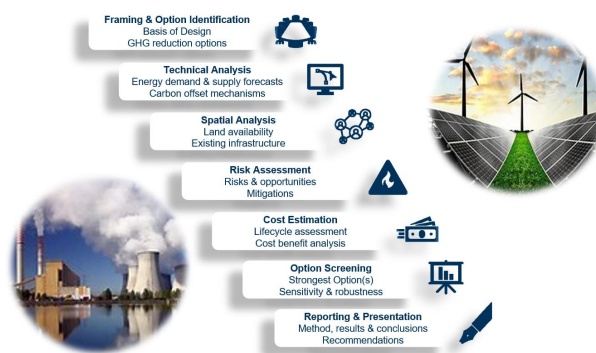 Framing & Option Identification
Basis of Design
GHG reduction options
Technical Analysis
Energy demand & supply forecasts
Carbon offset mechanisms
Spatial Analysis
Land availability
Existing infrastructure
Risk Assessment
Risks & opportunities
Mitigations
Cost Estimation
Lifecycle assessment
Cost benefit analysis
Option Screening
Strongest Option(s)
Sensitivity & robustness
Reporting & Presentation
Method, results & conclusions
Recommendations